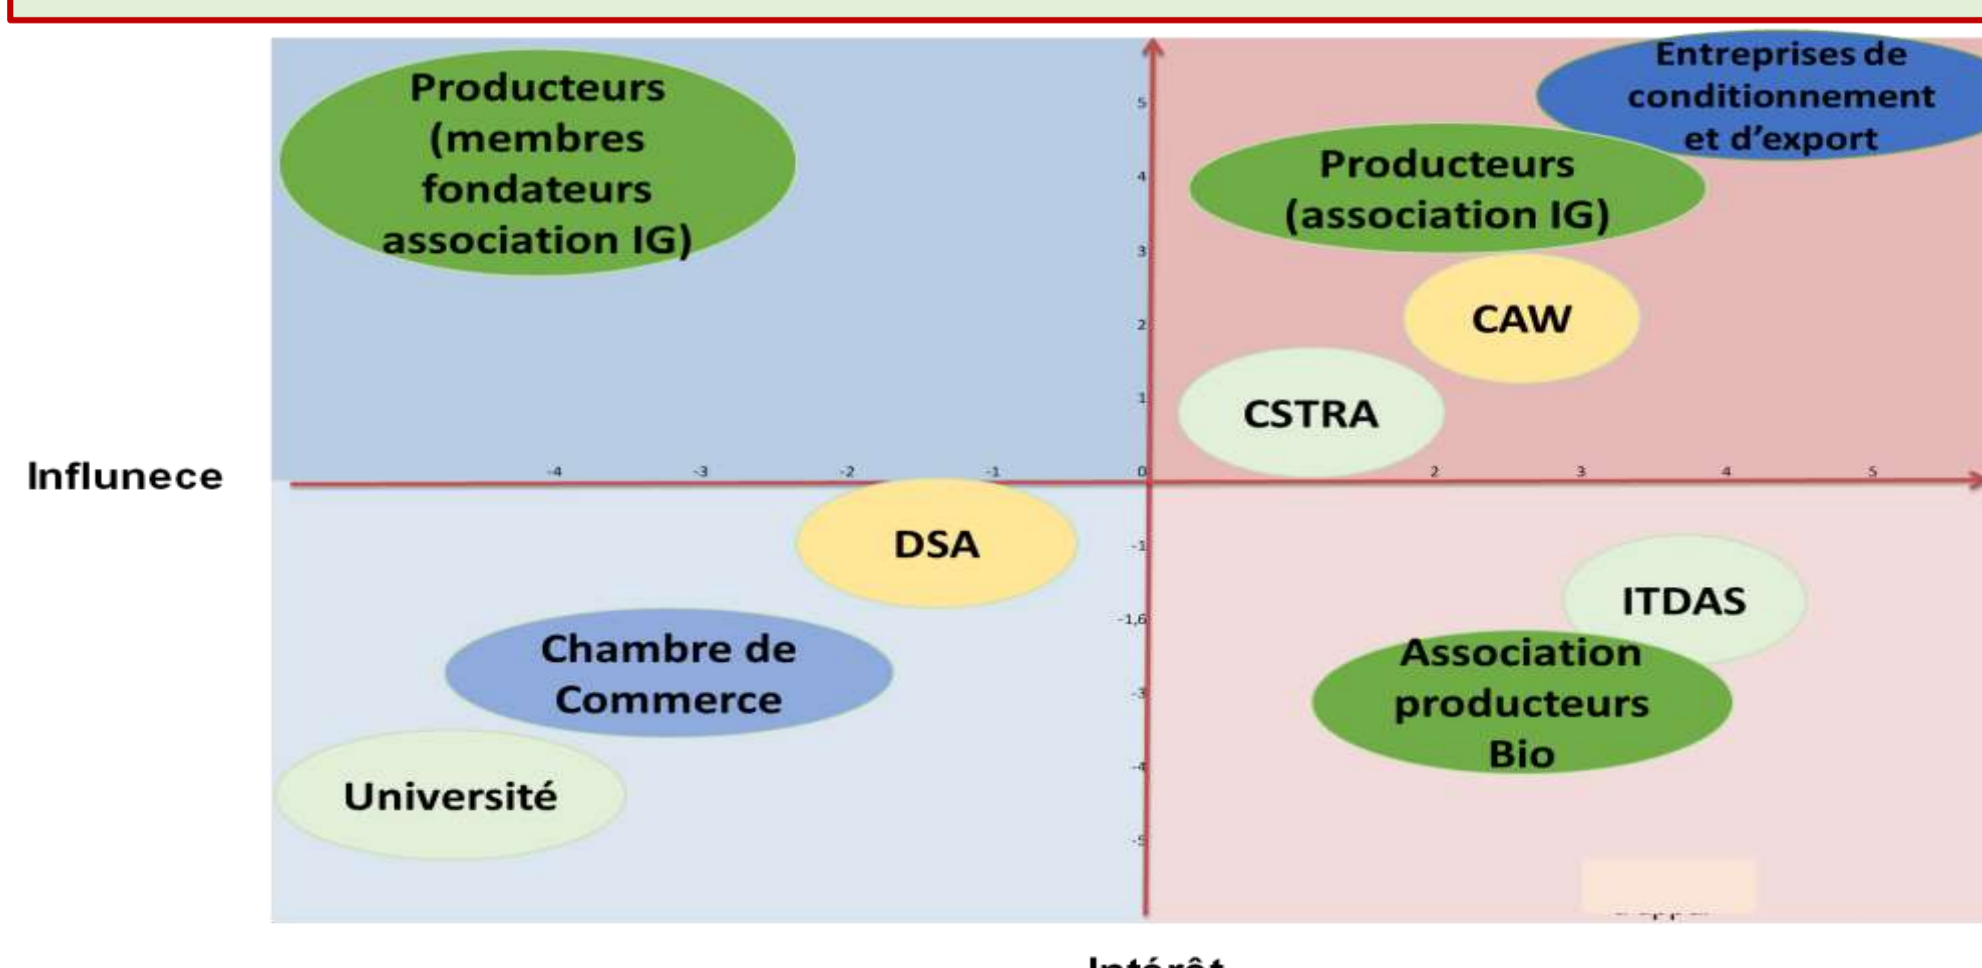 Producteurs
(membres
fondateurs
association IG)
Entreprises de
conditionnement
et d'export
Producteurs
(association IG)
CAW
CSTRA
5
4
3
2
1
Influnece
-4
-3
-2
-1
0
2
3
4
5
DSA
ITDAS
Chambre de
Commerce
Association
producteurs
Bio
Université
-1
-1,6
-3
-4
-5
Intérêt